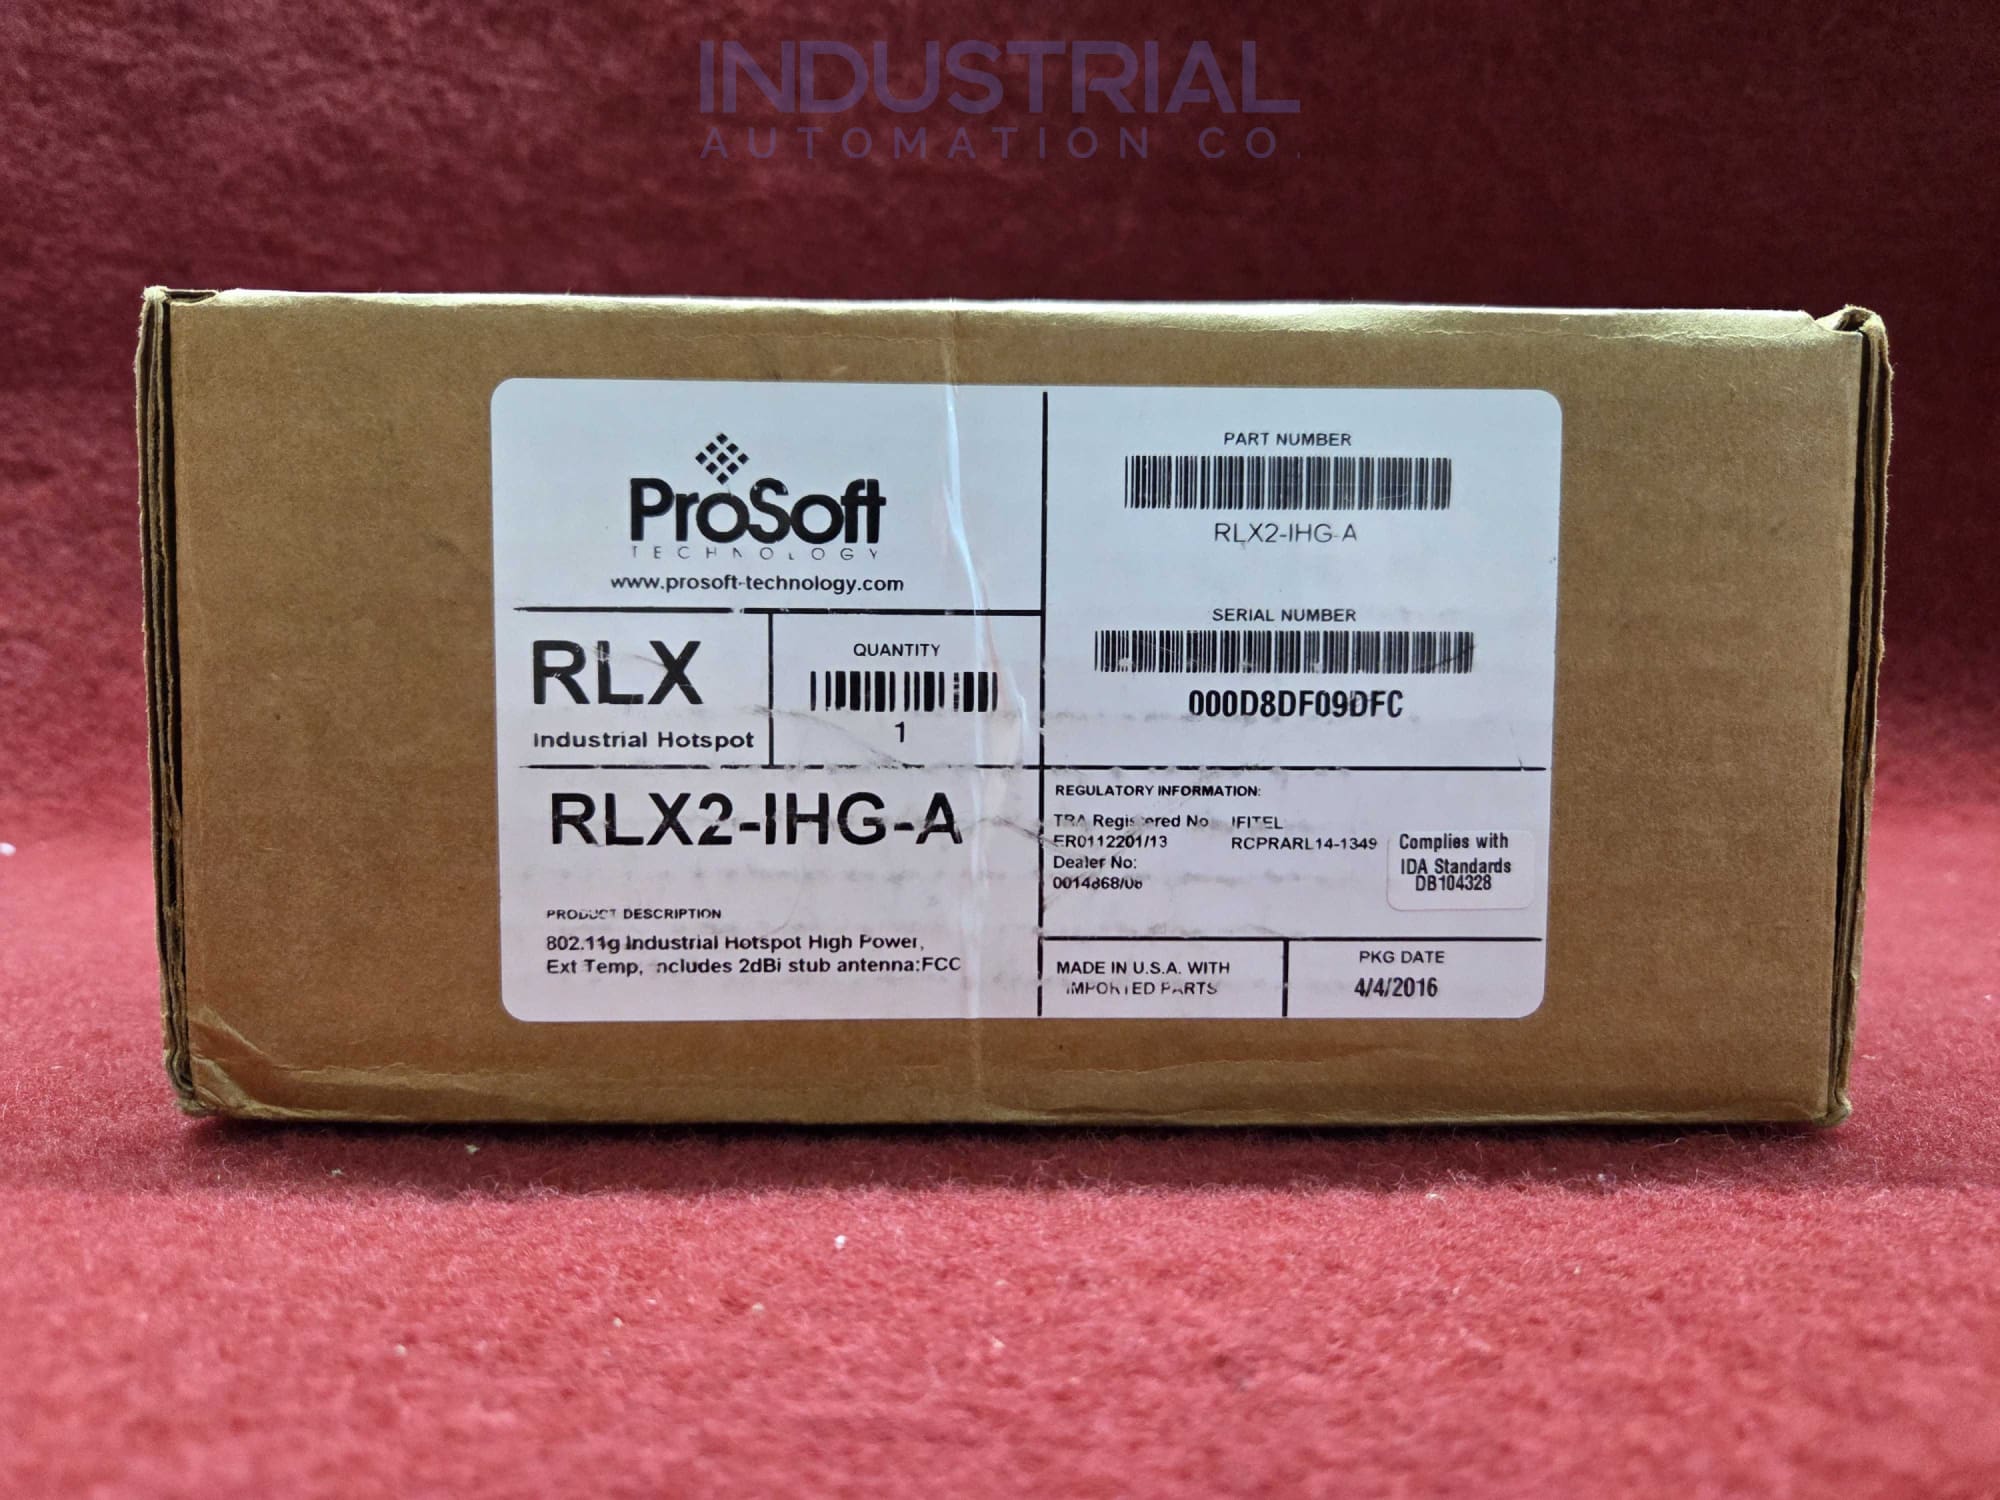 INDUSTRIAL
AUTOMATION CO.
ProSoft
TECHNOLOGY
www.prosoft-technology.com
RLX
Industrial Hotspot
QUANTITY
1
RLX2-IHG-A
PRODUCT DESCRIPTION
802.11g Industrial Hotspot High Power,
Ext Temp, includes 2dBi stub antenna:FCC
PART NUMBER
RLX2-IHG-A
SERIAL NUMBER
000D8DF09DFC
REGULATORY INFORMATION:
TRA Registered No
ER0112201/13
Dealer No:
0014868/08
IFITEL
RCPRARL14-1349
Complies with
IDA Standards
DB104328
MADE IN U.S.A. WITH
IMPORTED PARTS
PKG DATE
4/4/2016